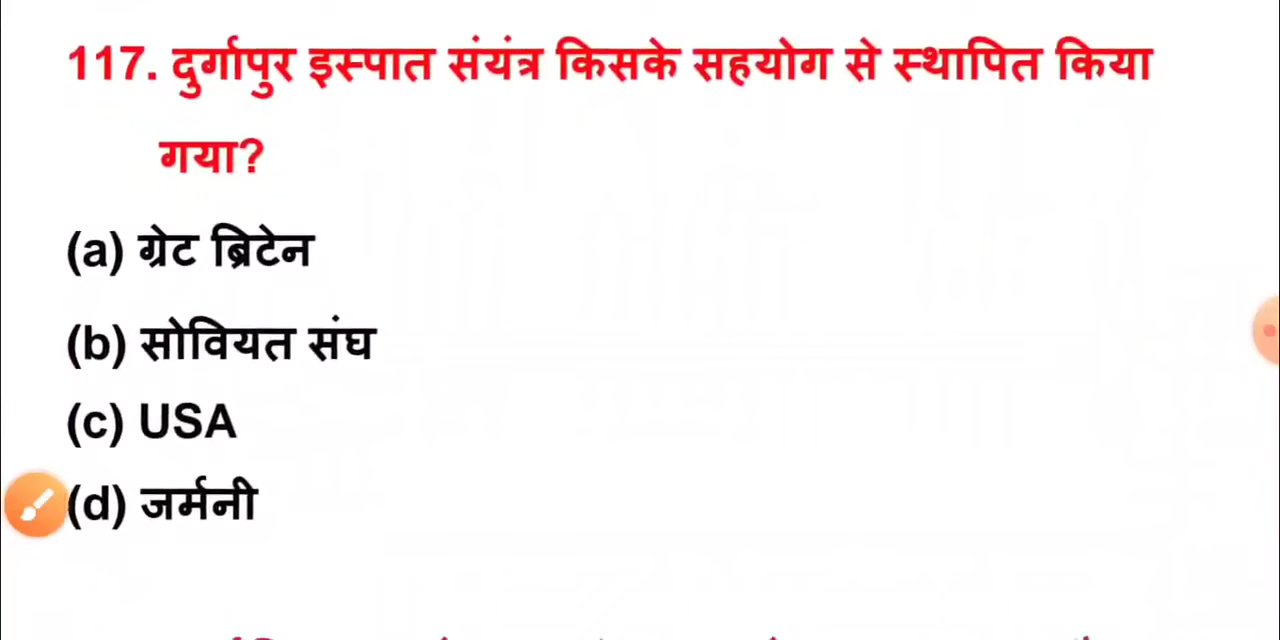 117. दुर्गापुर इस्पात संयंत्र किसके सहयोग से स्थापित किया
गया?
(a) ग्रेट ब्रिटेन
(b) सोवियत संघ
(c) USA
(d) जर्मनी